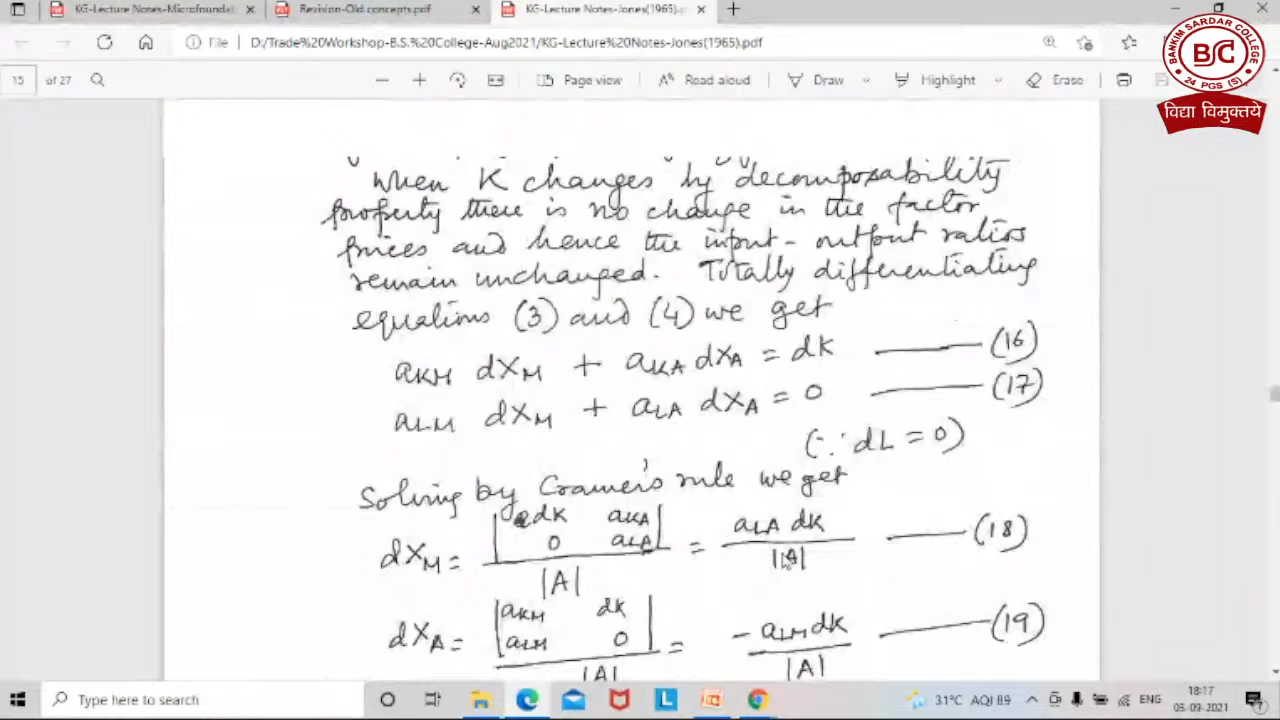 KG-Lecture Notes-Microfoundat
Revision-Old concepts.pdf
KG-Lecture Notes-Jones(1965).p
File D:/Trade%20Workshop-B.S.%20College-Aug2021/KG-Lecture%20Notes-Jones(1965).pdf
15 of 27 Page view Read aloud Draw Highlight Erase
BANKIM SARDAR COLLEGE
BSC
24 PGS (S)
विद्या विमुक्तये
When K changes by decomposability
property there is no change in the factor
prices and hence the input-output ratios
remain unchanged. Totally differentiating
equations (3) and (4) we get
aKM dXM + aKA dXA = dK ——— (16)
aLM dXM + aLA dXA = 0 ——— (17)
(∵ dL = 0)
Solving by Cramer's rule we get
dXM = |dK aKA
0 aLA| / |A| = aLA dK / |A| ——— (18)
dXA = |aKM dK
aLM 0| / |A| = -aLM dK / |A| ——— (19)
Type here to search
31°C AQI 89 ENG 18:17
03-09-2021